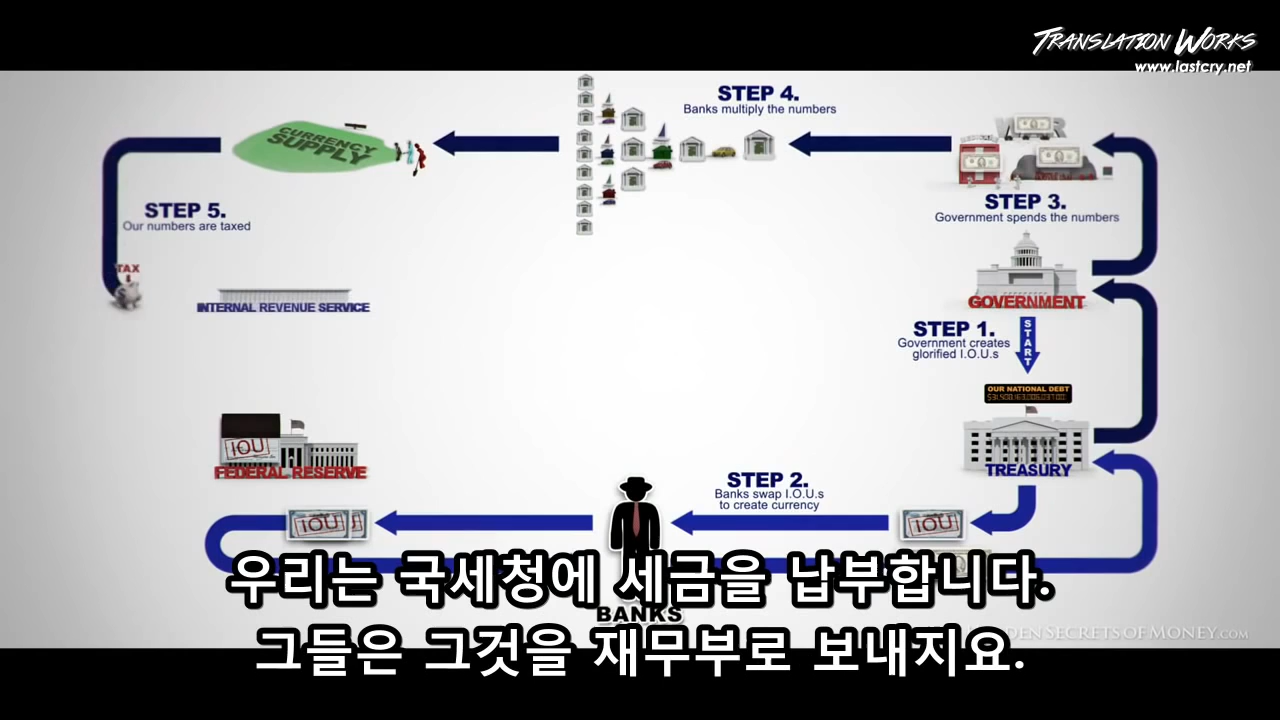 TRANSLATION WORKS
www.lastcry.net
STEP 4.
Banks multiply the numbers
CURRENCY
SUPPLY
STEP 5.
Our numbers are taxed
TAX
INTERNAL REVENUE SERVICE
STEP 3.
Government spends the numbers
GOVERNMENT
STEP 1.
Government creates
glorified I.O.U.s
START
OUR NATIONAL DEBT
TREASURY
IOU
FEDERAL RESERVE
STEP 2.
Banks swap I.O.U.s
to create currency
IOU
IOU
BANKS
우리는 국세청에 세금을 납부합니다.
그들은 그것을 재무부로 보내지요.
SECRETS OF MONEY.COM